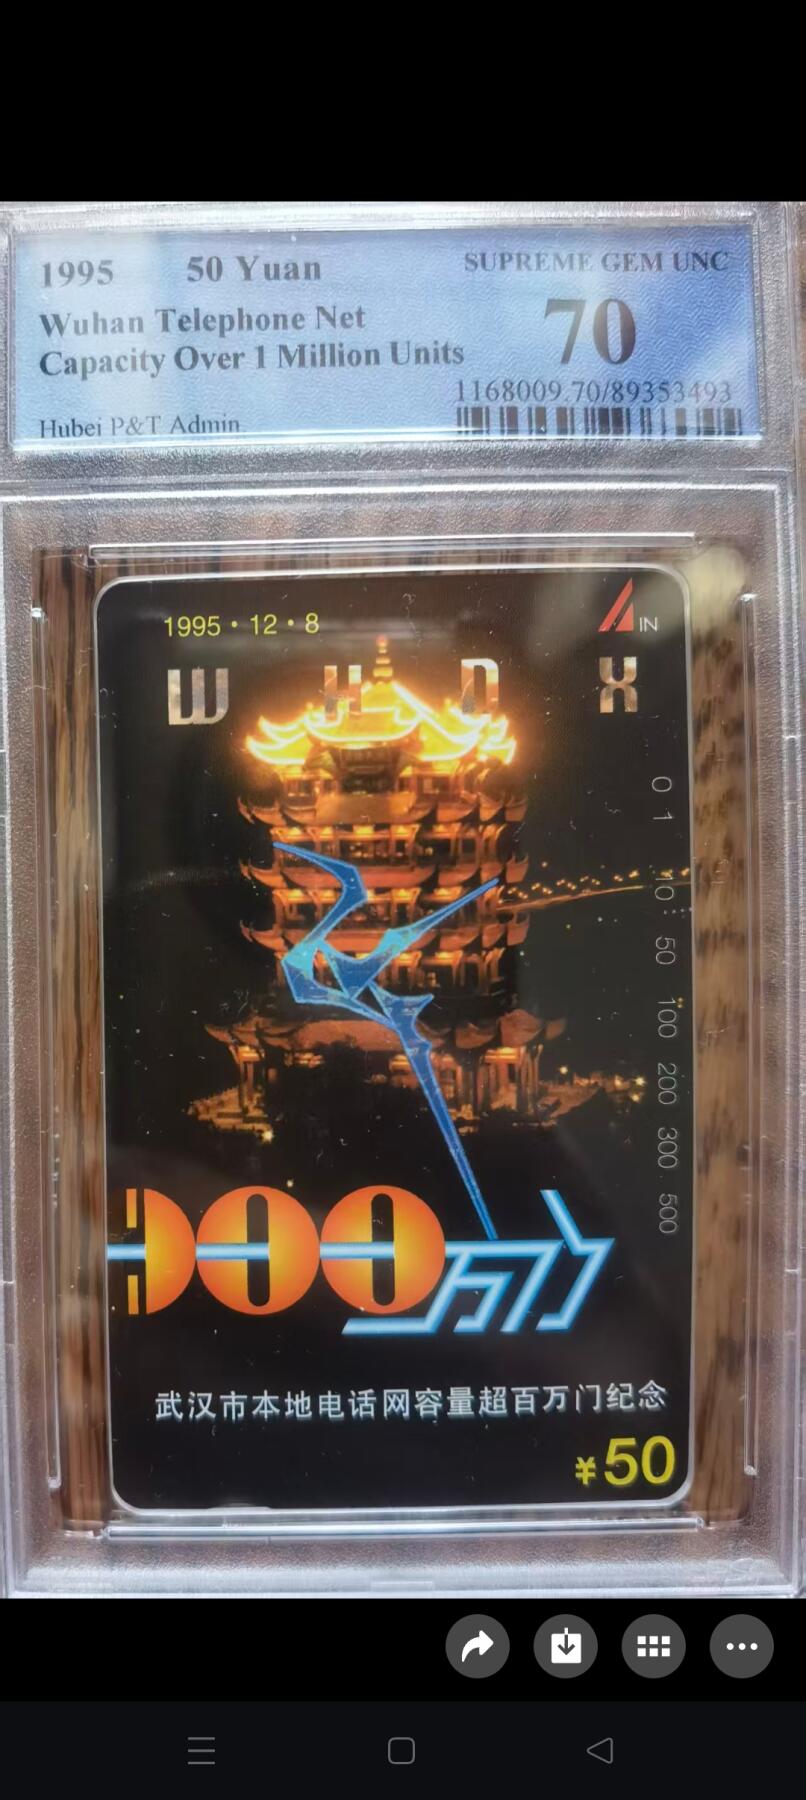 1995 50 Yuan SUPREME GEM UNC
Wuhan Telephone Net 70
Capacity Over 1 Million Units
1168009.70/89353493
Hubei P&T Admin.
1995·12·8
IN
W H D X
0 1 10 50 100 200 300 500
100万门
武汉市本地电话网容量超百万门纪念
¥50